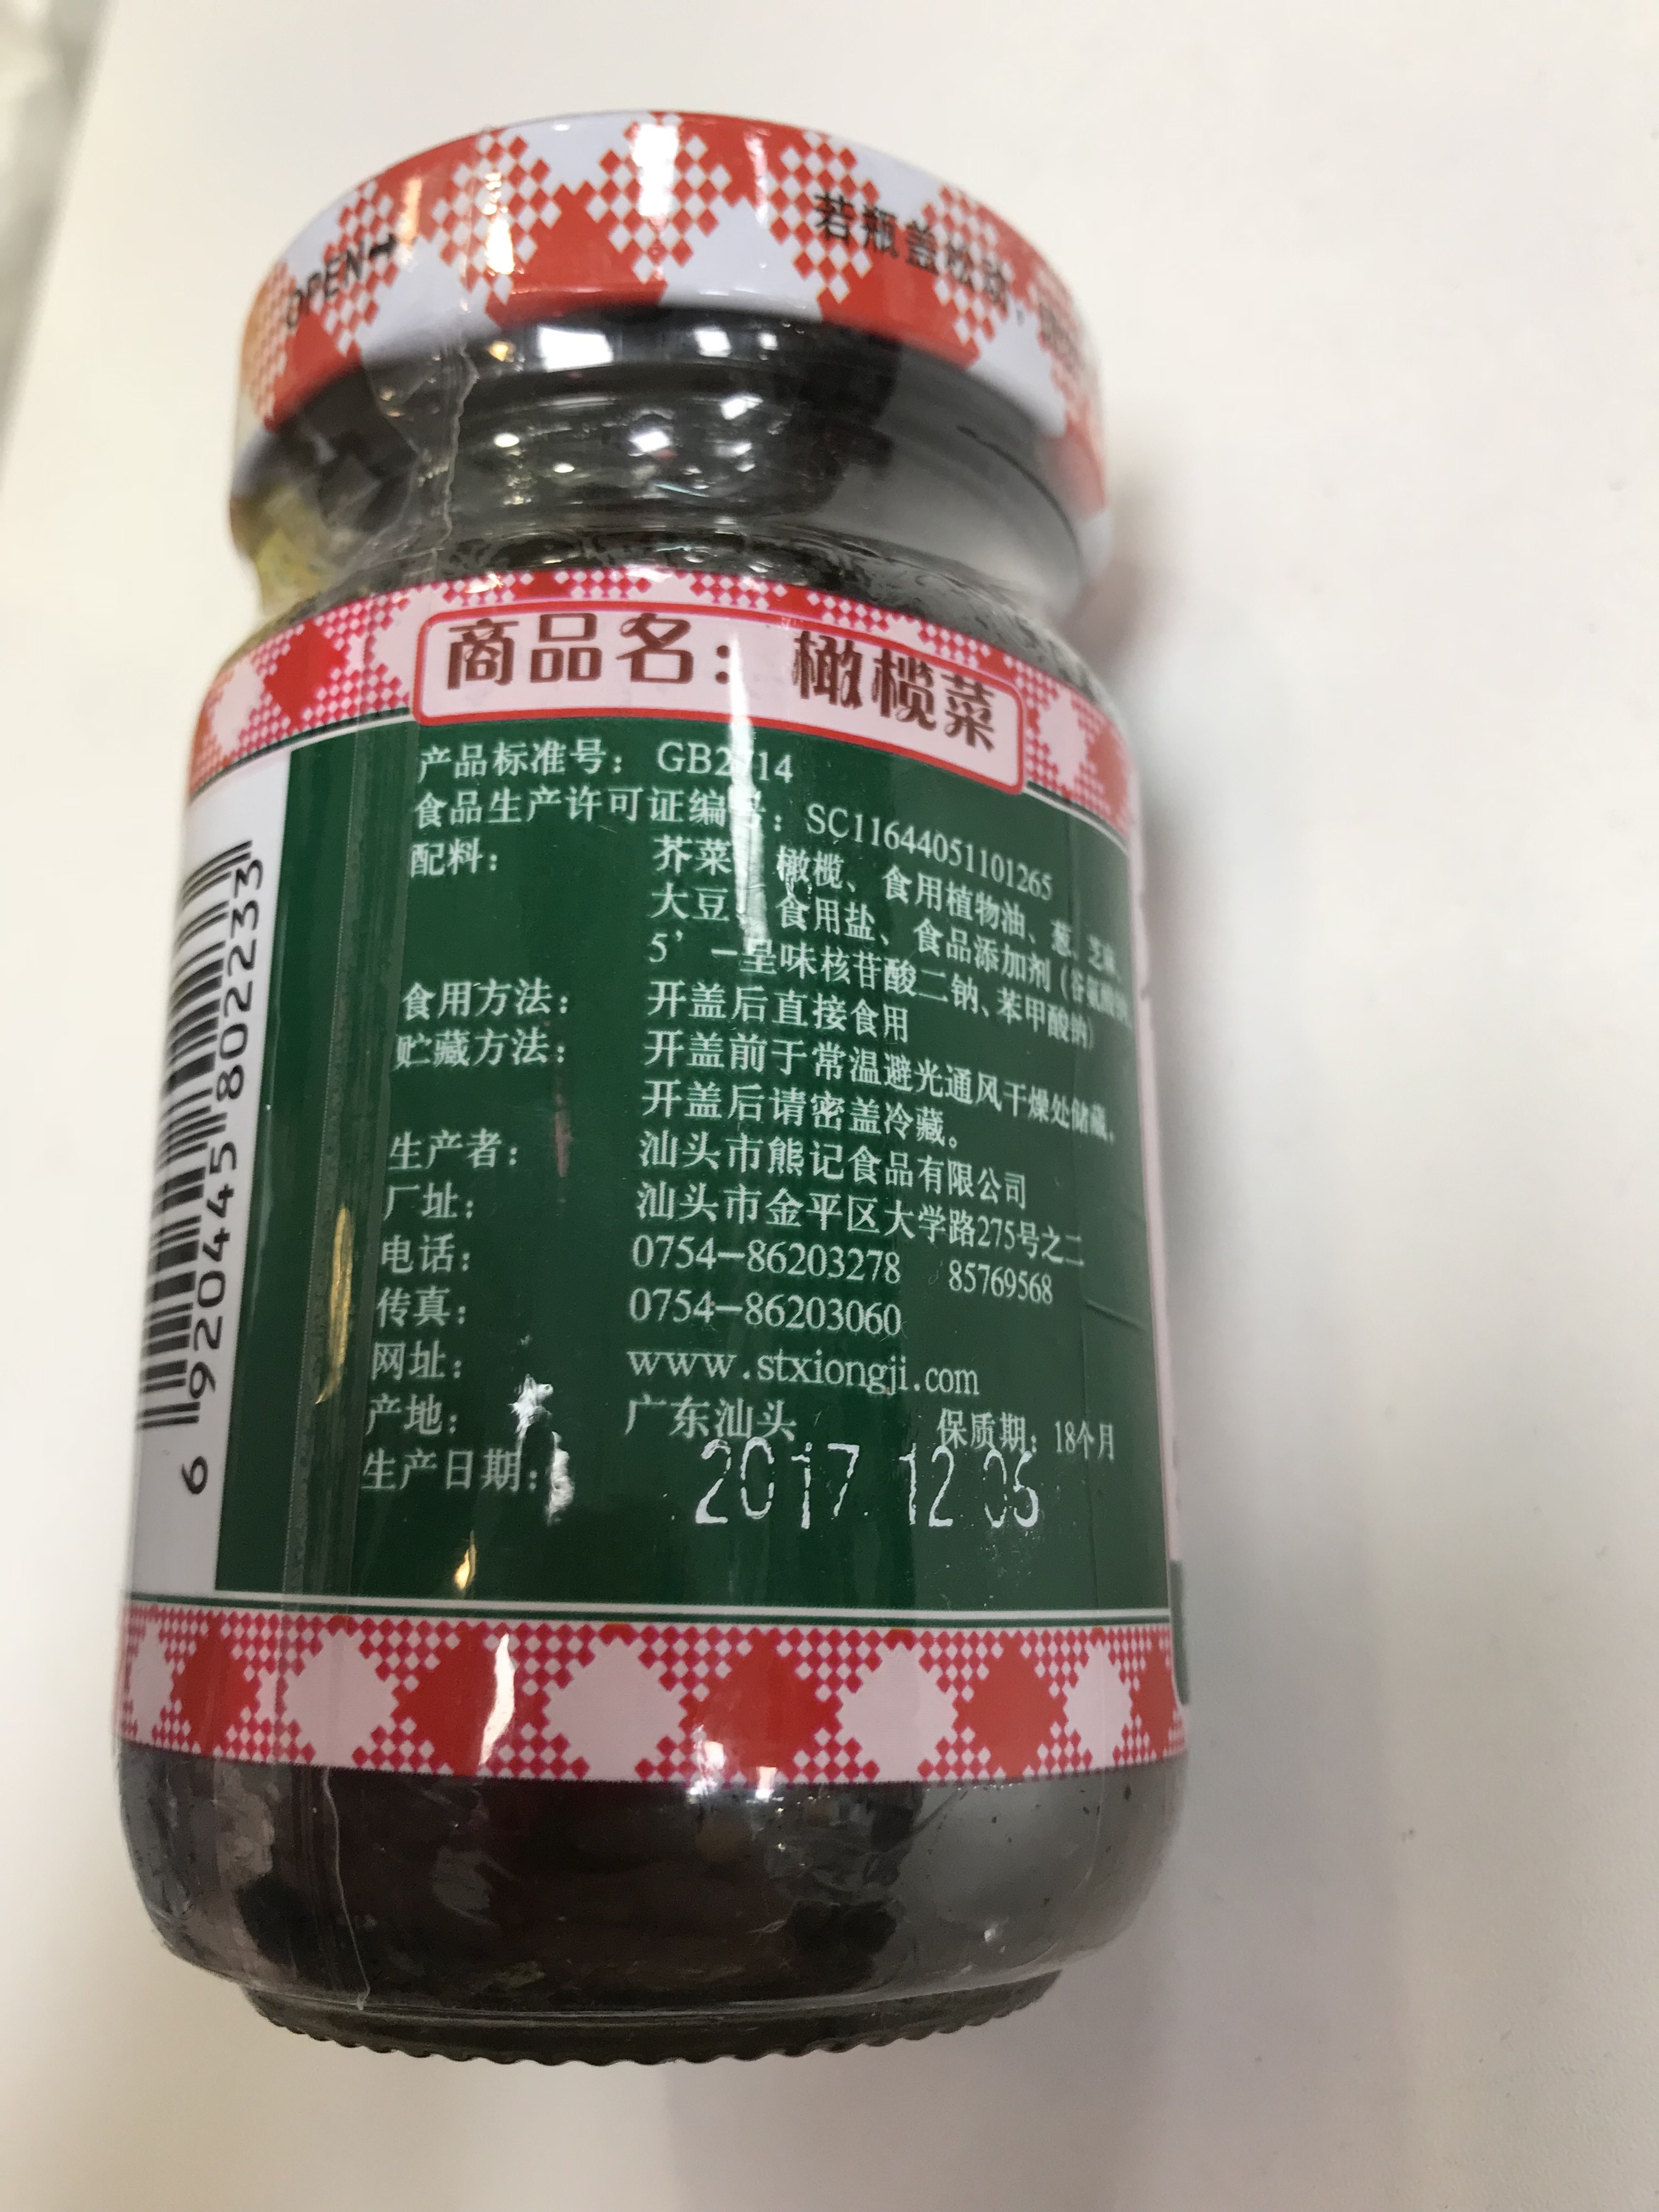 OPEN
若瓶盖松动，
商品名：橄榄菜
产品标准号： GB2714
食品生产许可证编号：SC11644051101265
配料： 芥菜、橄榄、食用植物油、葱、芝麻、
大豆、食用盐、食品添加剂（谷氨酸钠、
5’-呈味核苷酸二钠、苯甲酸钠）
食用方法： 开盖后直接食用
贮藏方法： 开盖前于常温避光通风干燥处储藏。
开盖后请密盖冷藏。
生产者： 汕头市熊记食品有限公司
厂址： 汕头市金平区大学路275号之二
电话： 0754-86203278 85769568
传真： 0754-86203060
网址： www.stxiongji.com
产地： 广东汕头 保质期：18个月
生产日期： 2017 12 05
6 920445 802233